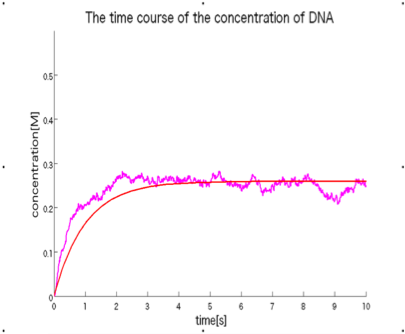 The time course of the concentration of DNA
concentration[M]
0.5
0.4
0.3
0.2
0.1
0
0 1 2 3 4 5 6 7 8 9 10
time[s]